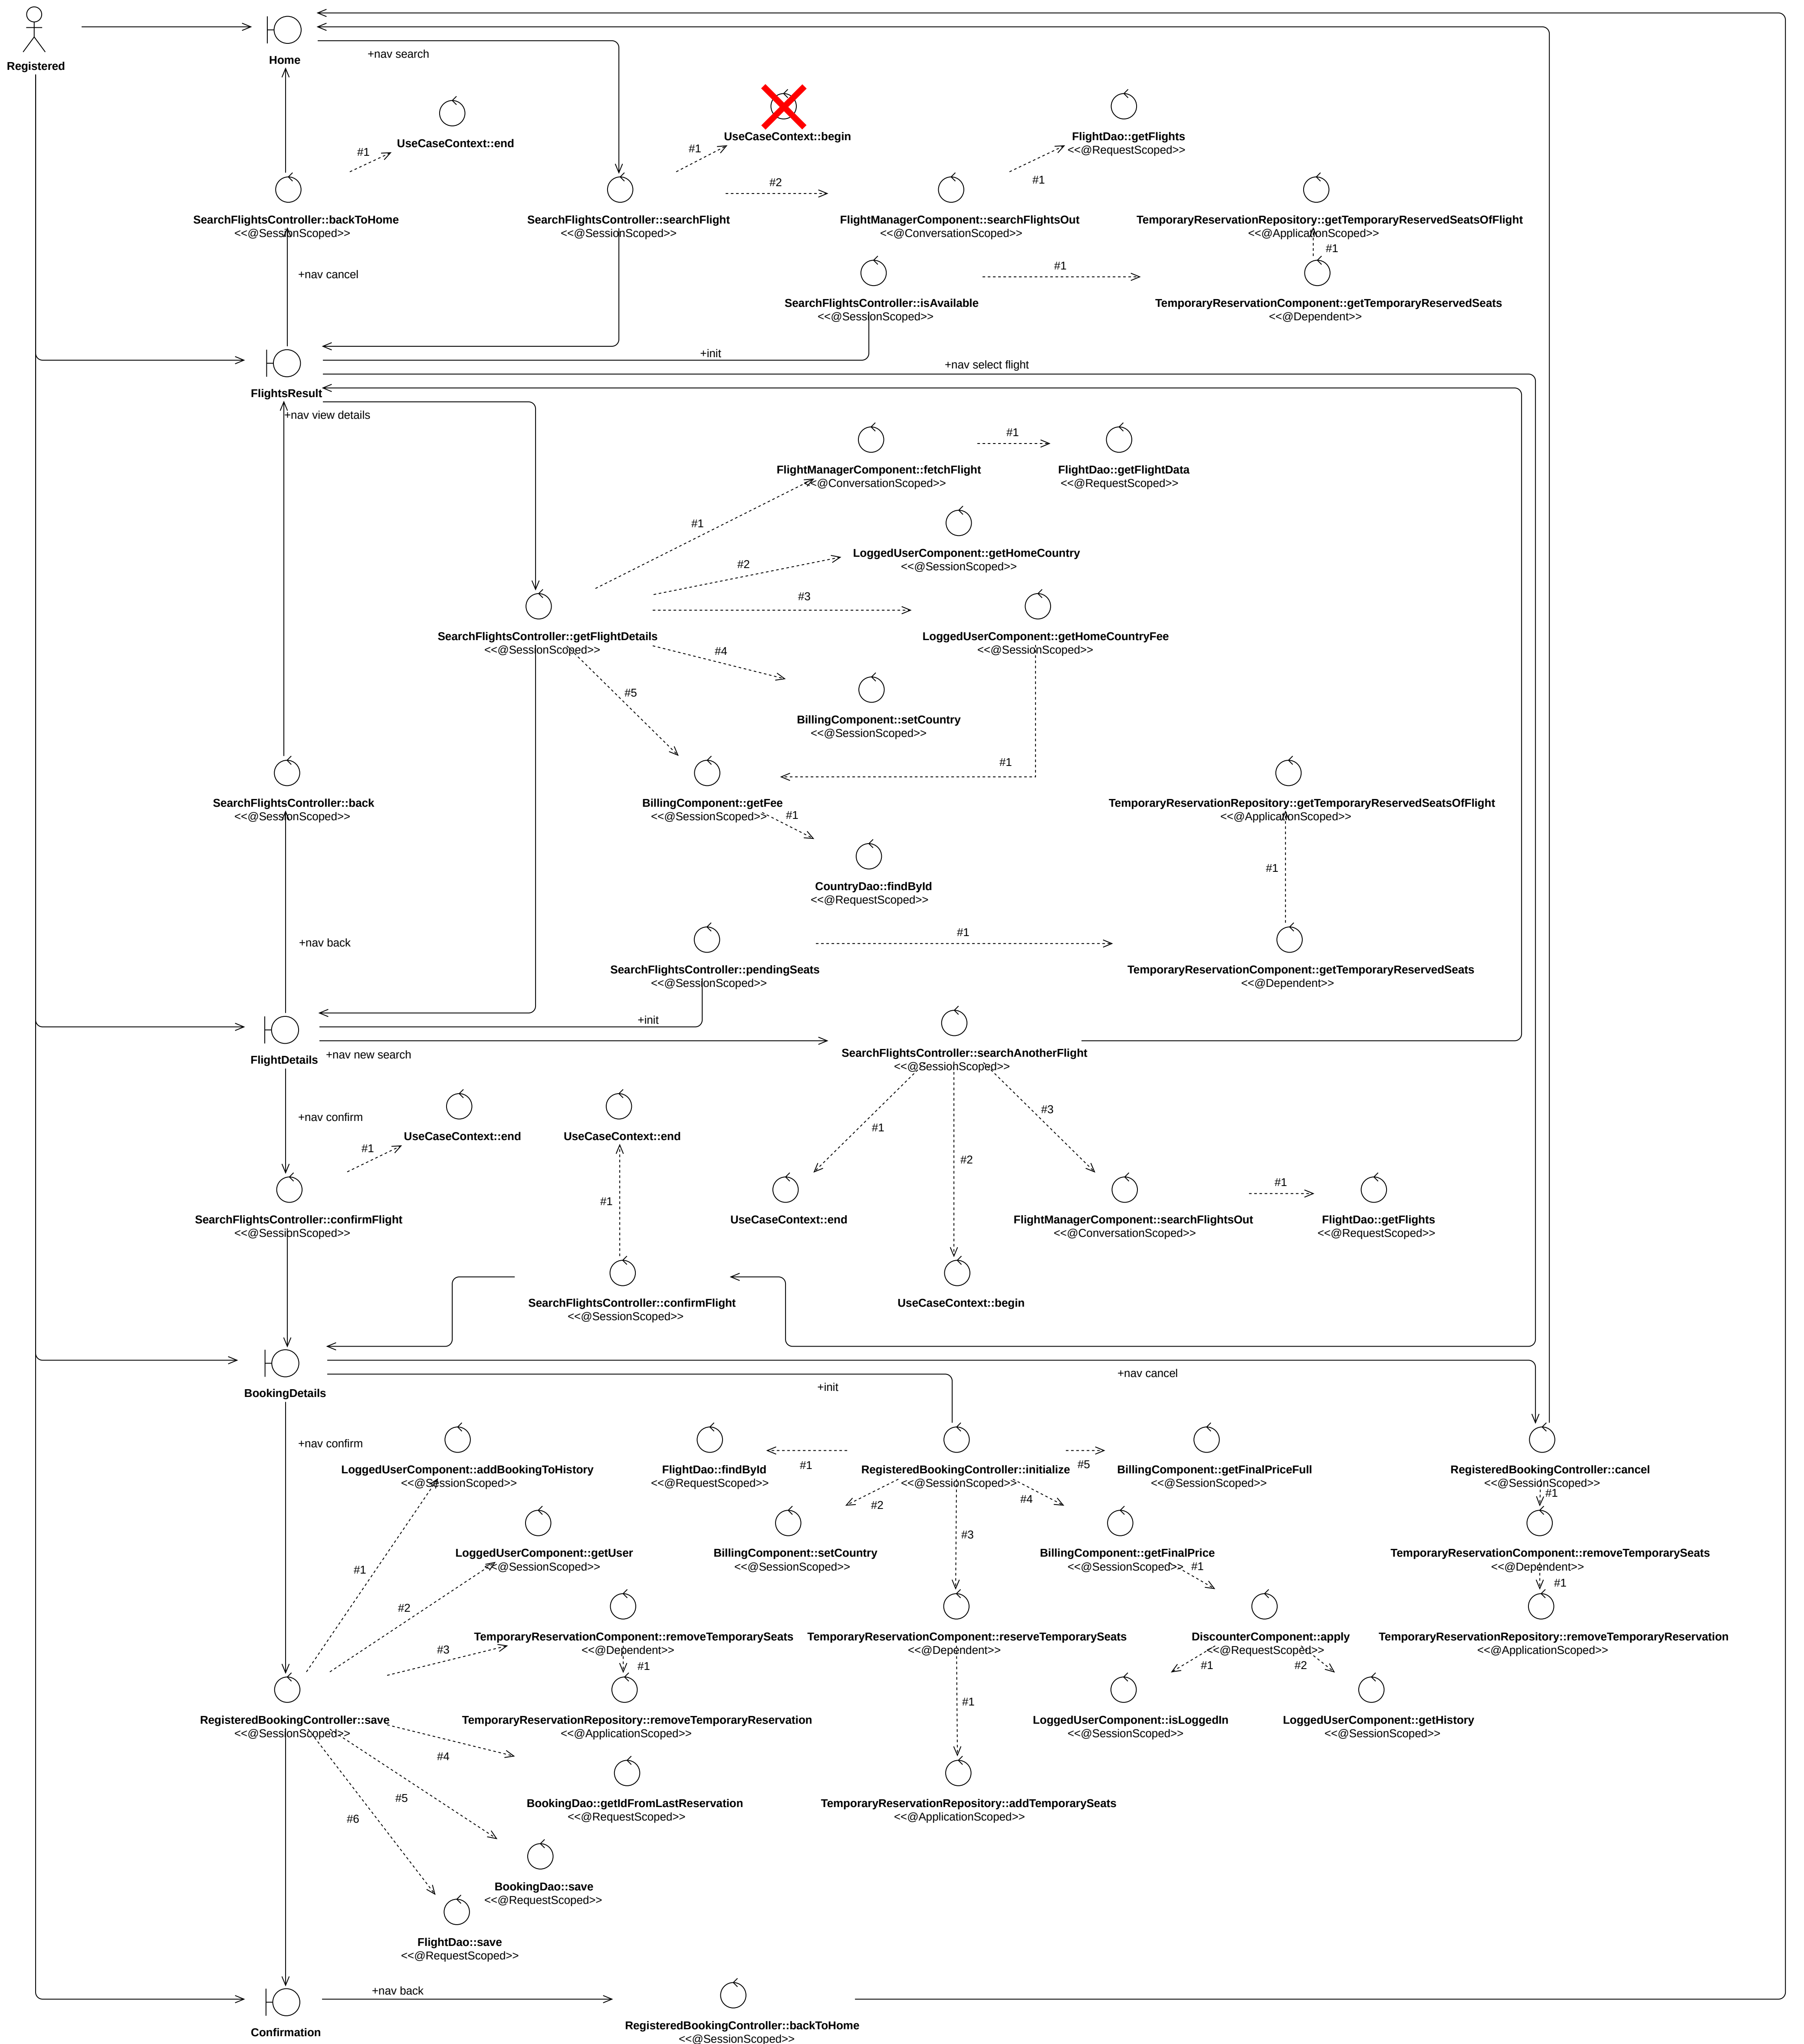 Registered
Home
+nav search
UseCaseContext::begin
FlightDao::getFlights
<<@RequestScoped>>
UseCaseContext::end
#1
#1
#1
#2
SearchFlightsController::backToHome
<<@SessionScoped>>
SearchFlightsController::searchFlight
<<@SessionScoped>>
FlightManagerComponent::searchFlightsOut
<<@ConversationScoped>>
TemporaryReservationRepository::getTemporaryReservedSeatsOfFlight
<<@ApplicationScoped>>
#1
+nav cancel
#1
SearchFlightsController::isAvailable
<<@SessionScoped>>
TemporaryReservationComponent::getTemporaryReservedSeats
<<@Dependent>>
+init
+nav select flight
FlightsResult
+nav view details
#1
FlightManagerComponent::fetchFlight
<<@ConversationScoped>>
FlightDao::getFlightData
<<@RequestScoped>>
#1
LoggedUserComponent::getHomeCountry
<<@SessionScoped>>
#2
#3
SearchFlightsController::getFlightDetails
<<@SessionScoped>>
LoggedUserComponent::getHomeCountryFee
<<@SessionScoped>>
#4
#5
BillingComponent::setCountry
<<@SessionScoped>>
#1
SearchFlightsController::back
<<@SessionScoped>>
BillingComponent::getFee
<<@SessionScoped>>
#1
TemporaryReservationRepository::getTemporaryReservedSeatsOfFlight
<<@ApplicationScoped>>
#1
CountryDao::findById
<<@RequestScoped>>
+nav back
#1
SearchFlightsController::pendingSeats
<<@SessionScoped>>
TemporaryReservationComponent::getTemporaryReservedSeats
<<@Dependent>>
+init
FlightDetails
+nav new search
SearchFlightsController::searchAnotherFlight
<<@SessionScoped>>
+nav confirm
#1
UseCaseContext::end
UseCaseContext::end
#1
#3
#2
#1
#1
SearchFlightsController::confirmFlight
<<@SessionScoped>>
UseCaseContext::end
FlightManagerComponent::searchFlightsOut
<<@ConversationScoped>>
FlightDao::getFlights
<<@RequestScoped>>
SearchFlightsController::confirmFlight
<<@SessionScoped>>
UseCaseContext::begin
+nav cancel
+init
BookingDetails
+nav confirm
LoggedUserComponent::addBookingToHistory
<<@SessionScoped>>
FlightDao::findById
<<@RequestScoped>>
#1
RegisteredBookingController::initialize
<<@SessionScoped>>
#5
BillingComponent::getFinalPriceFull
<<@SessionScoped>>
RegisteredBookingController::cancel
<<@SessionScoped>>
#1
#2
#4
#3
LoggedUserComponent::getUser
<<@SessionScoped>>
BillingComponent::setCountry
<<@SessionScoped>>
BillingComponent::getFinalPrice
<<@SessionScoped>>
#1
TemporaryReservationComponent::removeTemporarySeats
<<@Dependent>>
#1
#1
#2
#3
TemporaryReservationComponent::removeTemporarySeats
<<@Dependent>>
#1
TemporaryReservationComponent::reserveTemporarySeats
<<@Dependent>>
DiscounterComponent::apply
<<@RequestScoped>>
#1
#2
TemporaryReservationRepository::removeTemporaryReservation
<<@ApplicationScoped>>
#1
RegisteredBookingController::save
<<@SessionScoped>>
TemporaryReservationRepository::removeTemporaryReservation
<<@ApplicationScoped>>
LoggedUserComponent::isLoggedIn
<<@SessionScoped>>
LoggedUserComponent::getHistory
<<@SessionScoped>>
#4
#5
#6
BookingDao::getIdFromLastReservation
<<@RequestScoped>>
TemporaryReservationRepository::addTemporarySeats
<<@ApplicationScoped>>
BookingDao::save
<<@RequestScoped>>
FlightDao::save
<<@RequestScoped>>
+nav back
Confirmation
RegisteredBookingController::backToHome
<<@SessionScoped>>